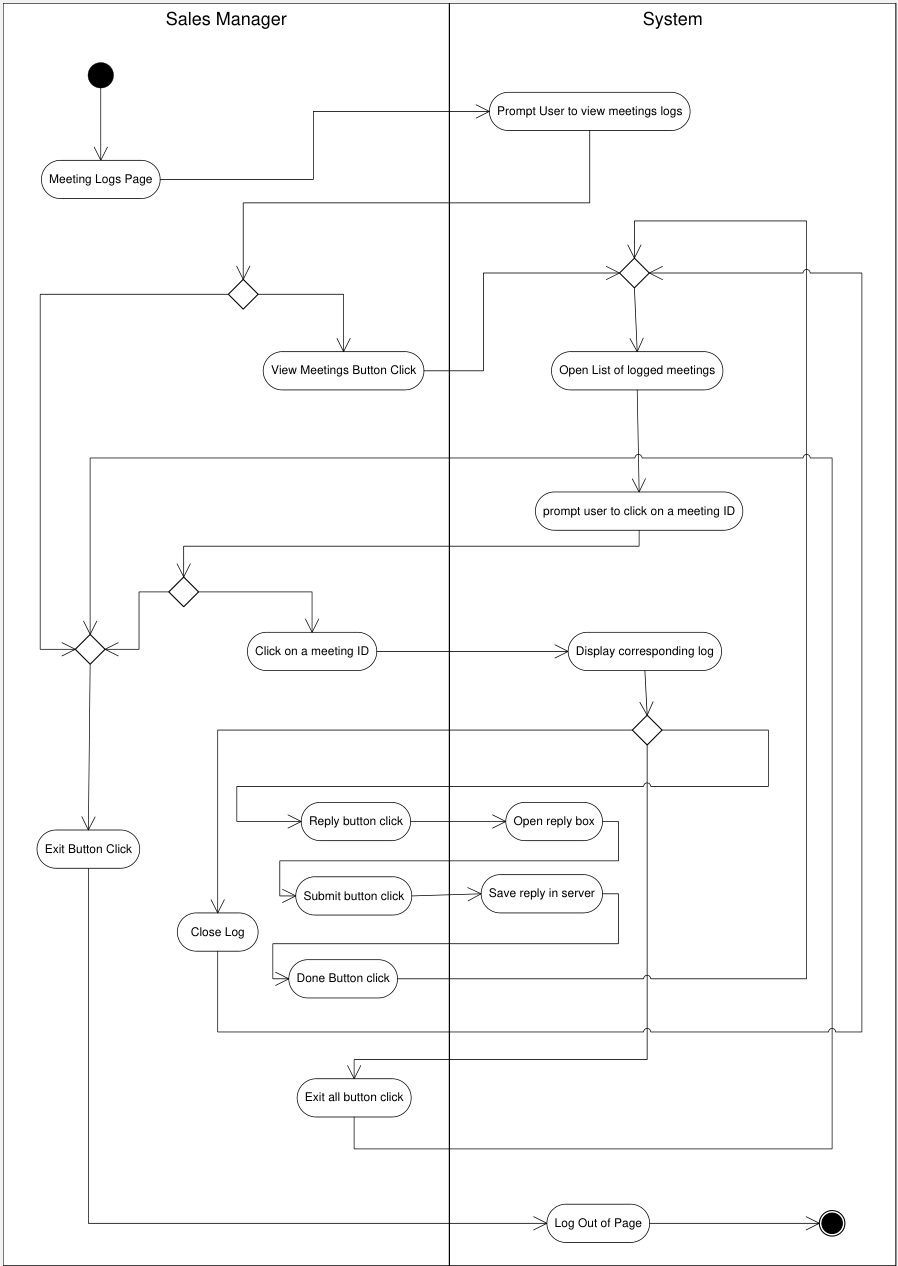 Sales Manager
System
Prompt User to view meetings logs
Meeting Logs Page
View Meetings Button Click
Open List of logged meetings
prompt user to click on a meeting ID
Click on a meeting ID
Display corresponding log
Reply button click
Open reply box
Exit Button Click
Submit button click
Save reply in server
Close Log
Done Button click
Exit all button click
Log Out of Page